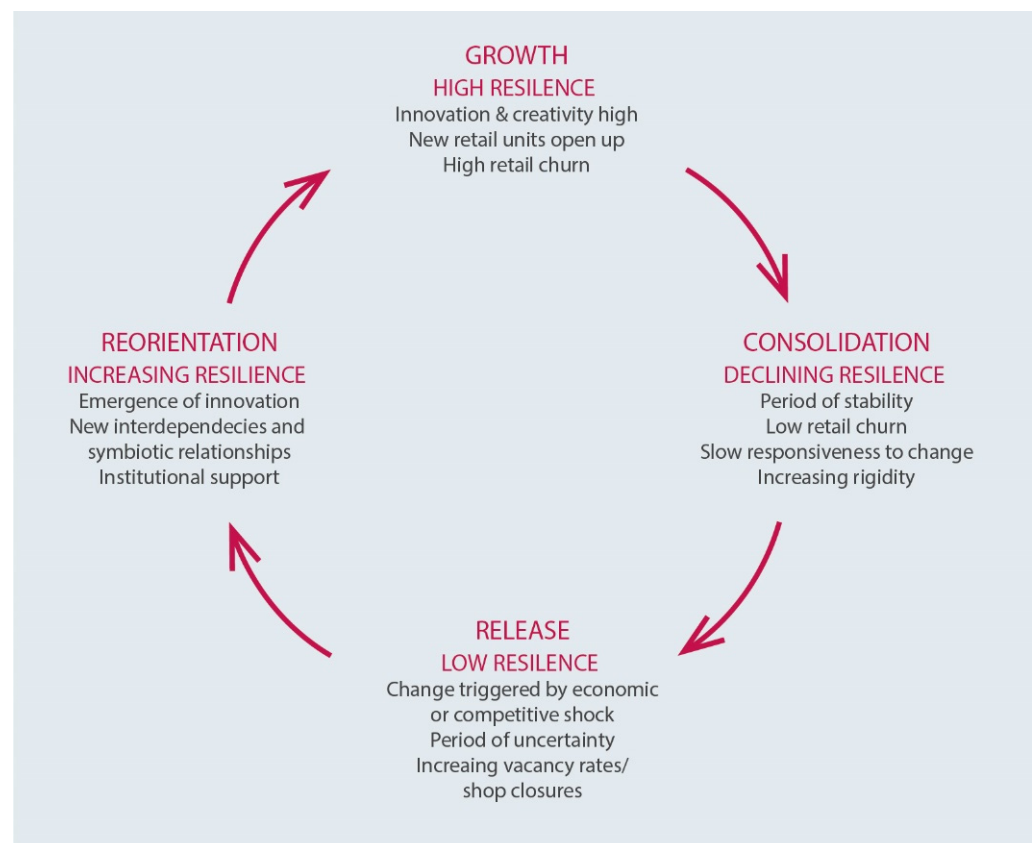 GROWTH
HIGH RESILENCE
Innovation & creativity high
New retail units open up
High retail churn
CONSOLIDATION
DECLINING RESILENCE
Period of stability
Low retail churn
Slow responsiveness to change
Increasing rigidity
RELEASE
LOW RESILENCE
Change triggered by economic
or competitive shock
Period of uncertainty
Increaing vacancy rates/
shop closures
REORIENTATION
INCREASING RESILIENCE
Emergence of innovation
New interdependecies and
symbiotic relationships
Institutional support